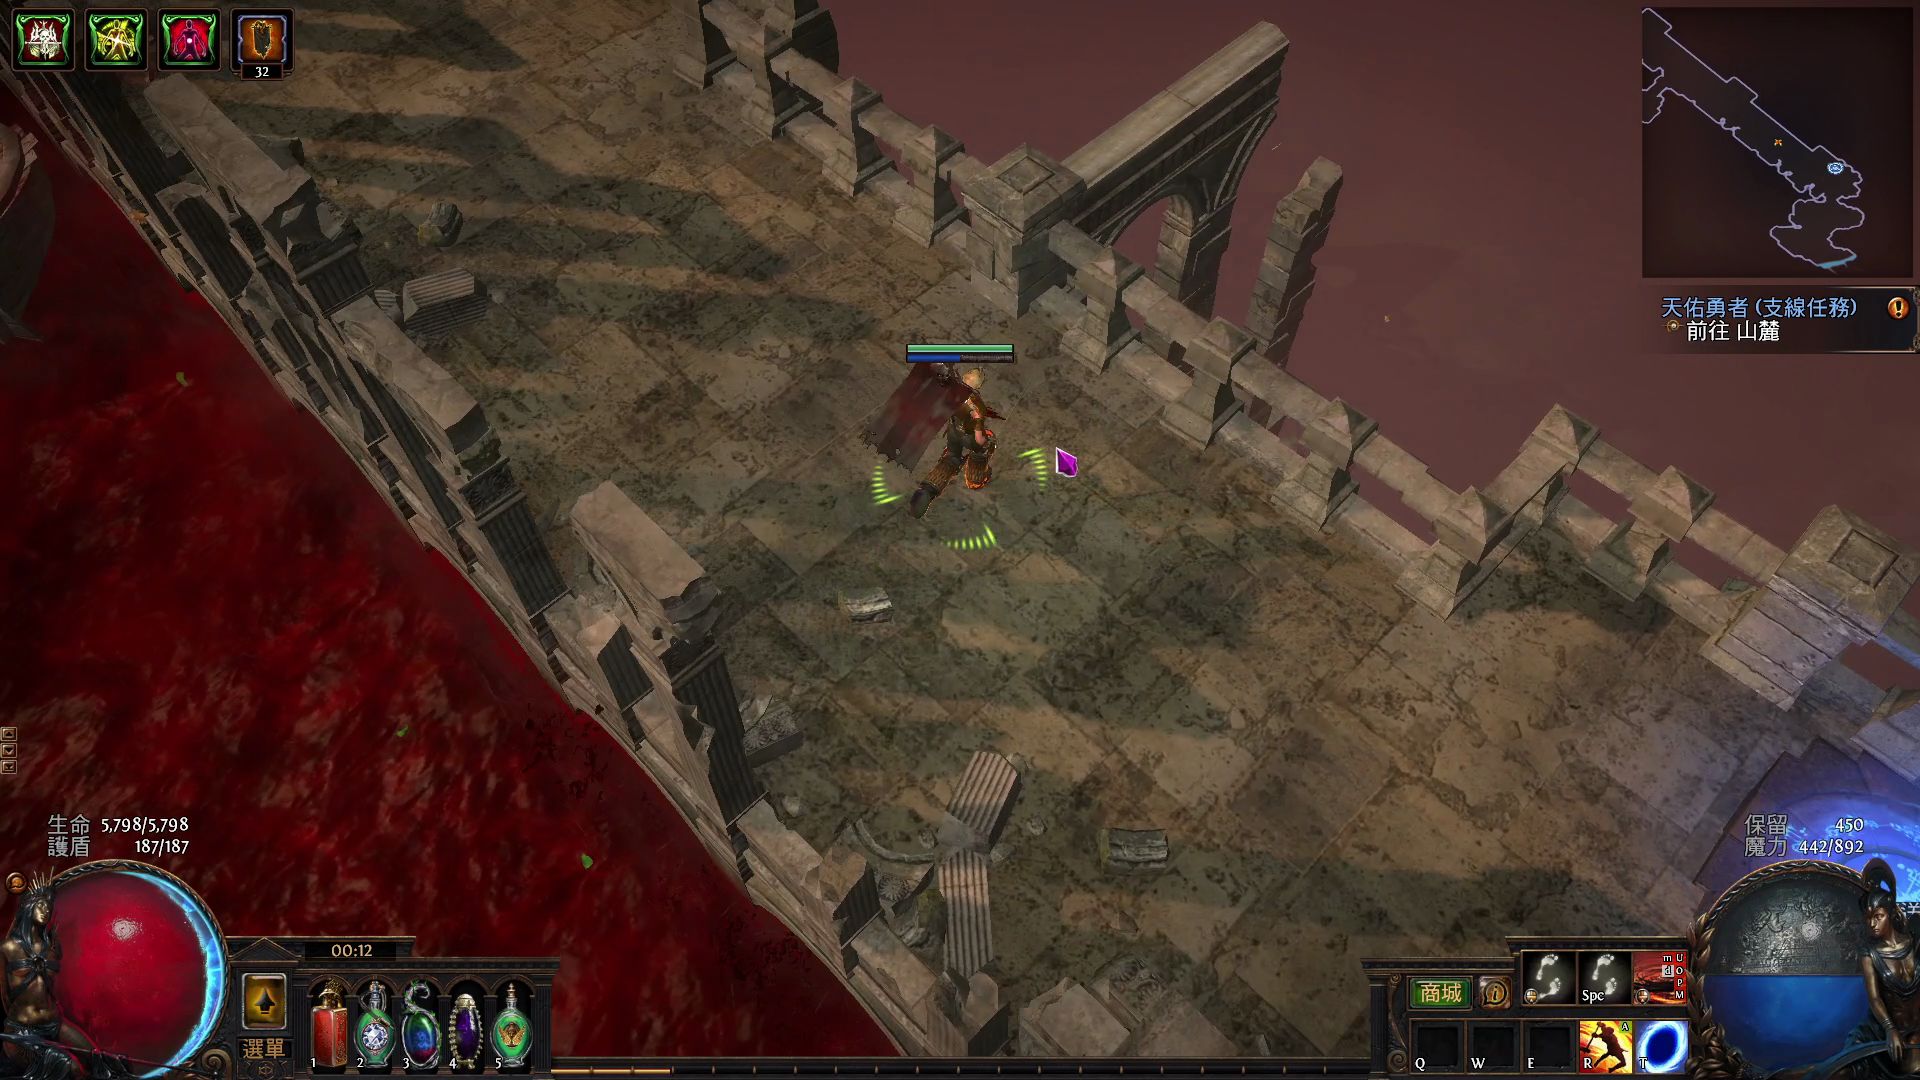 32
天佑勇者 (支線任務)
前往 山麓
生命 5,798/5,798
護盾 187/187
保留 450
魔力 442/892
00:12
選單
1 2 3 4 5
商城
Spc
m U
d O
P
M
Q W E R A T
洋